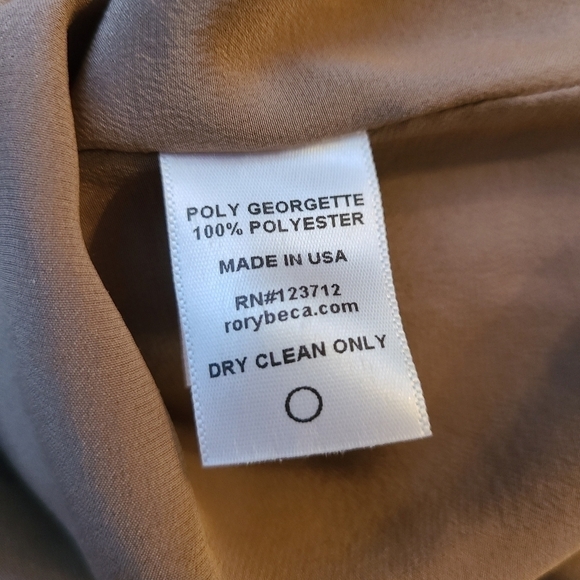 POLY GEORGETTE
100% POLYESTER
MADE IN USA
RN#123712
rorybeca.com
DRY CLEAN ONLY